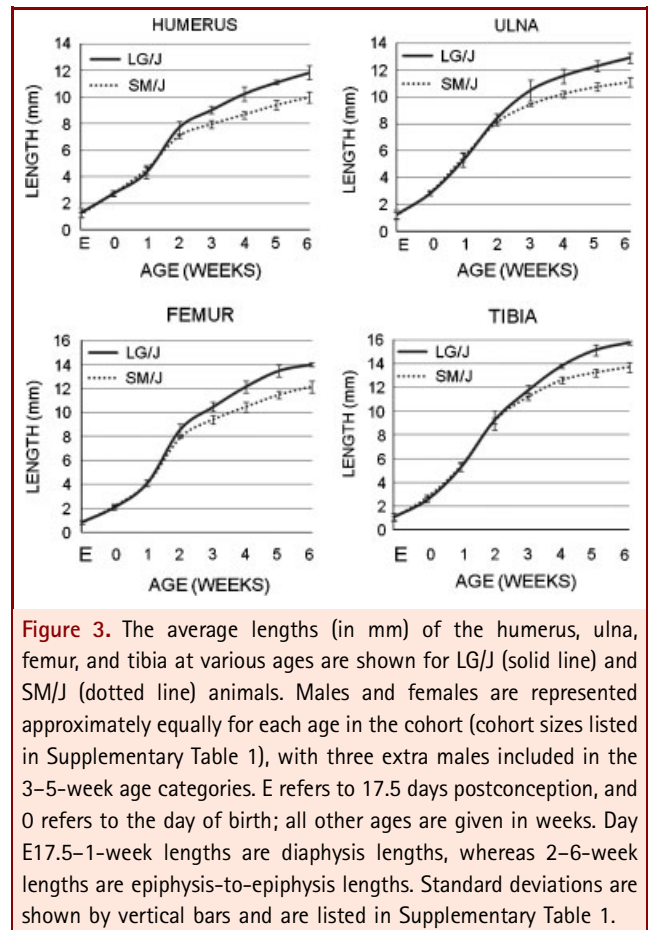 HUMERUS
14
12
10
8
6
4
2
0
LENGTH (mm)
LG/J
SM/J
E 0 1 2 3 4 5 6
AGE (WEEKS)
ULNA
14
12
10
8
6
4
2
0
LENGTH (mm)
LG/J
SM/J
E 0 1 2 3 4 5 6
AGE (WEEKS)
FEMUR
16
14
12
10
8
6
4
2
0
LENGTH (mm)
LG/J
SM/J
E 0 1 2 3 4 5 6
AGE (WEEKS)
TIBIA
16
14
12
10
8
6
4
2
0
LENGTH (mm)
LG/J
SM/J
E 0 1 2 3 4 5 6
AGE (WEEKS)
Figure 3. The average lengths (in mm) of the humerus, ulna,
femur, and tibia at various ages are shown for LG/J (solid line) and
SM/J (dotted line) animals. Males and females are represented
approximately equally for each age in the cohort (cohort sizes listed
in Supplementary Table 1), with three extra males included in the
3–5-week age categories. E refers to 17.5 days postconception, and
0 refers to the day of birth; all other ages are given in weeks. Day
E17.5–1-week lengths are diaphysis lengths, whereas 2–6-week
lengths are epiphysis-to-epiphysis lengths. Standard deviations are
shown by vertical bars and are listed in Supplementary Table 1.